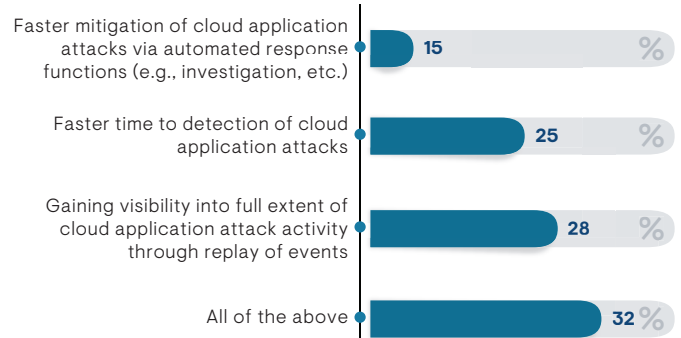 Faster mitigation of cloud application
attacks via automated response
functions (e.g., investigation, etc.)
15 %
Faster time to detection of cloud
application attacks
25 %
Gaining visibility into full extent of
cloud application attack activity
through replay of events
28 %
All of the above
32 %